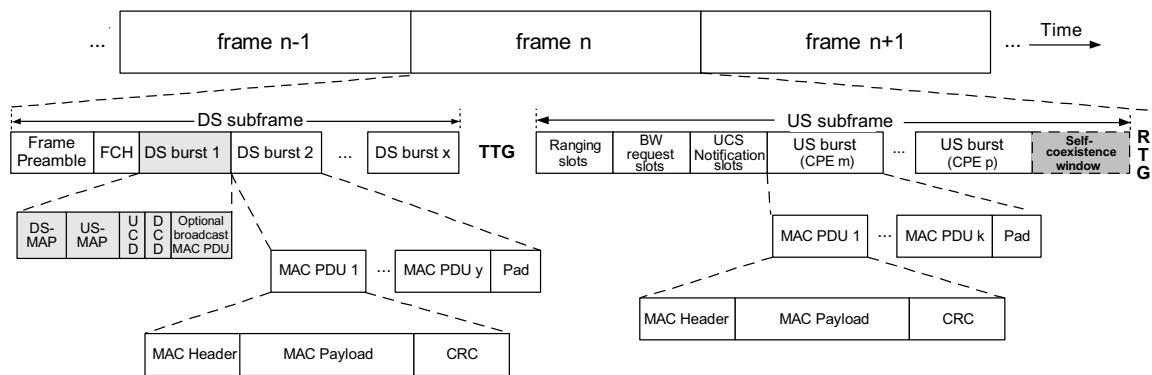 ... frame n-1 frame n frame n+1 ... Time
DS subframe
US subframe
Frame
Preamble
FCH
DS burst 1
DS burst 2
...
DS burst x
TTG
Ranging
slots
BW
request
slots
UCS
Notification
slots
US burst
(CPE m)
...
US burst
(CPE p)
Self-
coexistence
window
R
T
G
DS-
MAP
US-
MAP
U
C
D
D
C
D
Optional
broadcast
MAC PDU
MAC PDU 1
...
MAC PDU y
Pad
MAC PDU 1
...
MAC PDU k
Pad
MAC Header
MAC Payload
CRC
MAC Header
MAC Payload
CRC